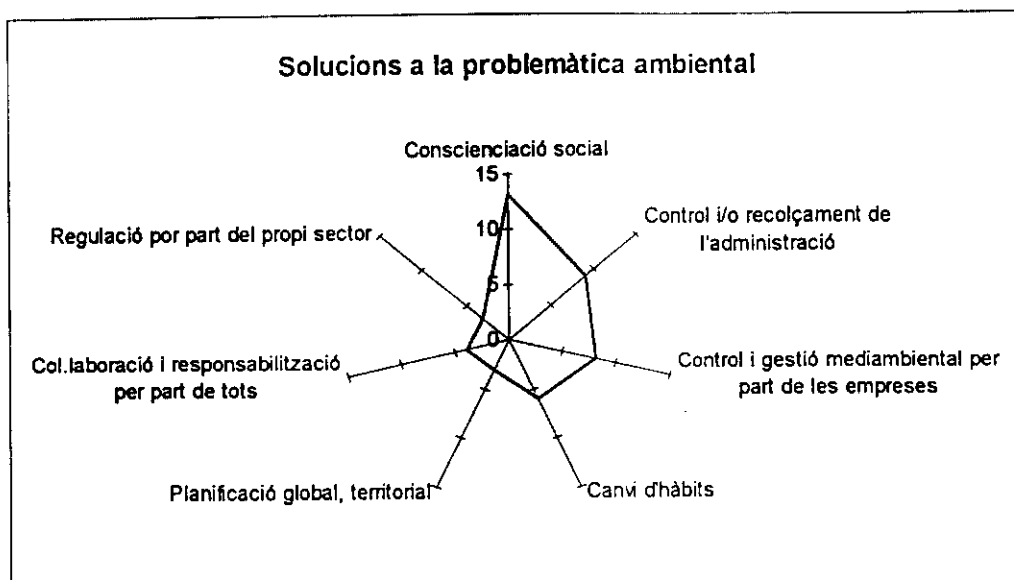 Solucions a la problemàtica ambiental
Conscienciació social
15
10
5
0
Control i/o recolçament de
l'administració
Control i gestió mediambiental per
part de les empreses
Canvi d'hàbits
Planificació global, territorial
Col.laboració i responsabilització
per part de tots
Regulació por part del propi sector